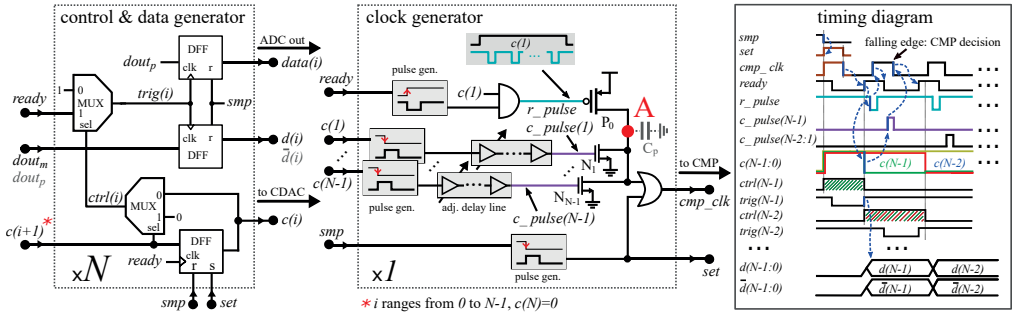 control & data generator
DFF
clk
r
dout_p
ADC out
data(i)
1
0
MUX
1
sel
ready
trig(i)
smp
DFF
clk
r
d(i)
d̄(i)
dout_m
dout_p
ctrl(i)
MUX
1
0
sel
to CDAC
c(i)
c(i+1)*
DFF
clk
r s
ready
×N
smp
set
clock generator
c(1)
pulse gen.
ready
c(1)
r_pulse
P_0
A
C_p
c_pulse(1)
c(1)
pulse gen.
N_1
c(N-1)
N_N-1
pulse gen.
adj. delay line
c_pulse(N-1)
to CMP
cmp_clk
smp
pulse gen.
set
×1
* i ranges from 0 to N-1, c(N)=0
timing diagram
smp
set
falling edge: CMP decision
cmp_clk
ready
r_pulse
c_pulse(N-1)
c_pulse(N-2:1)
c(N-1:0)
c(N-1)
c(N-2)
ctrl(N-1)
trig(N-1)
ctrl(N-2)
trig(N-2)
d(N-1:0)
d(N-1)
d(N-2)
d̄(N-1:0)
d̄(N-1)
d̄(N-2)